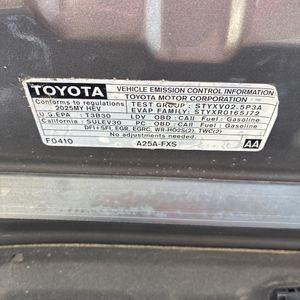 TOYOTA
VEHICLE EMISSION CONTROL INFORMATION
TOYOTA MOTOR CORPORATION
Conforms to regulations
2025MY HEV
TEST GROUP : STYXV02.5P3A
EVAP FAMILY: STYXR0165J72
U.S.EPA : T3B30 LDV OBD : CAII Fuel : Gasoline
California : SULEV30 PC OBD : CAII Fuel : Gasoline
DFI+SFI, EGR, EGRC, WR-HO2S(2), TWC(2)
No adjustments needed.
F0410 A25A-FXS AA